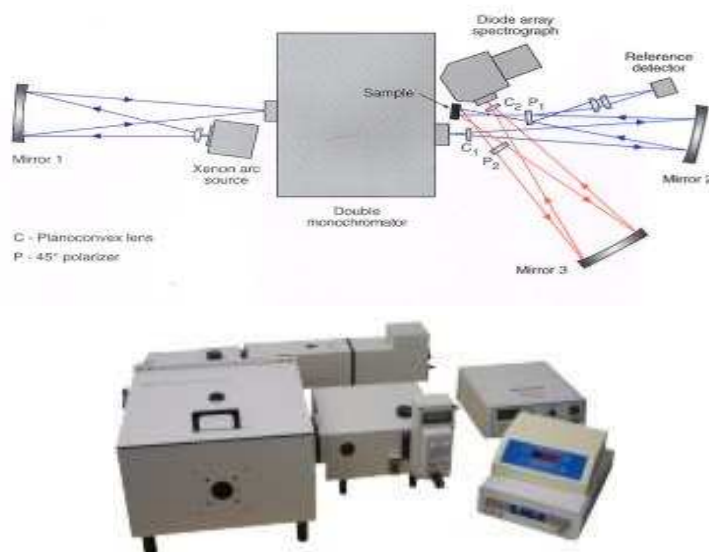 Diode array
spectrograph
Reference
detector
Sample
C2 P1
Mirror 1
Xenon arc
source
C1
P2
Mirror 2
Double
monochromator
C - Planoconvex lens
P - 45° polarizer
Mirror 3